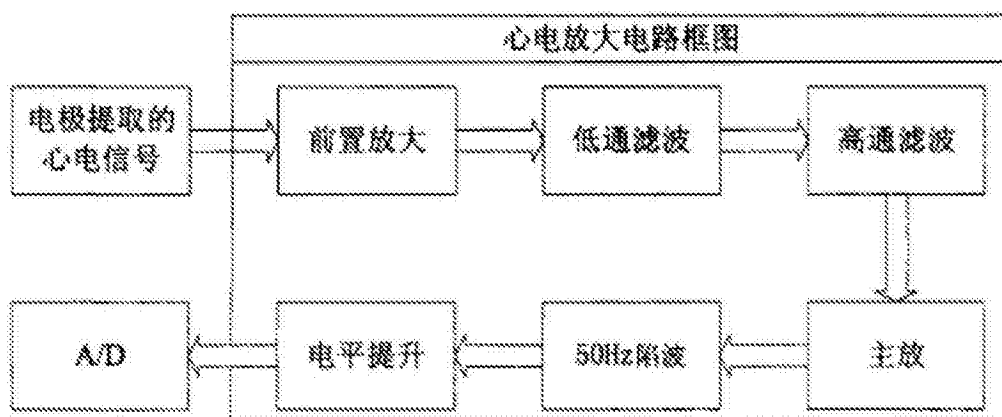 心电放大电路框图
电极提取的
心电信号
前置放大
低通滤波
高通滤波
主放
50Hz陷波
电平提升
A/D